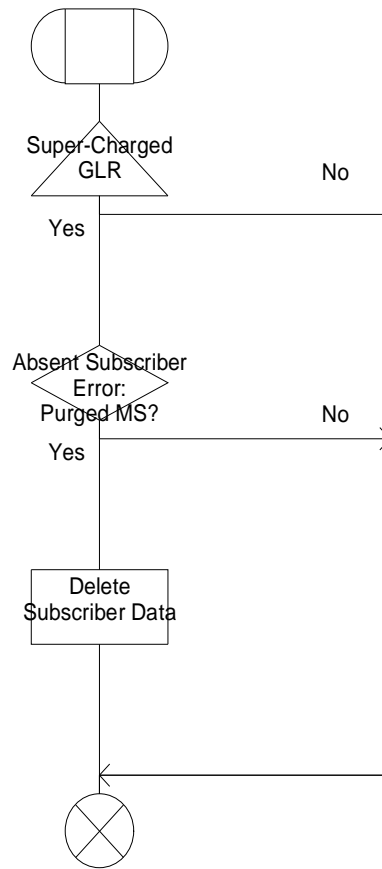 Super-Charged
GLR
No
Yes
Absent Subscriber
Error:
Purged MS?
No
Yes
Delete
Subscriber Data